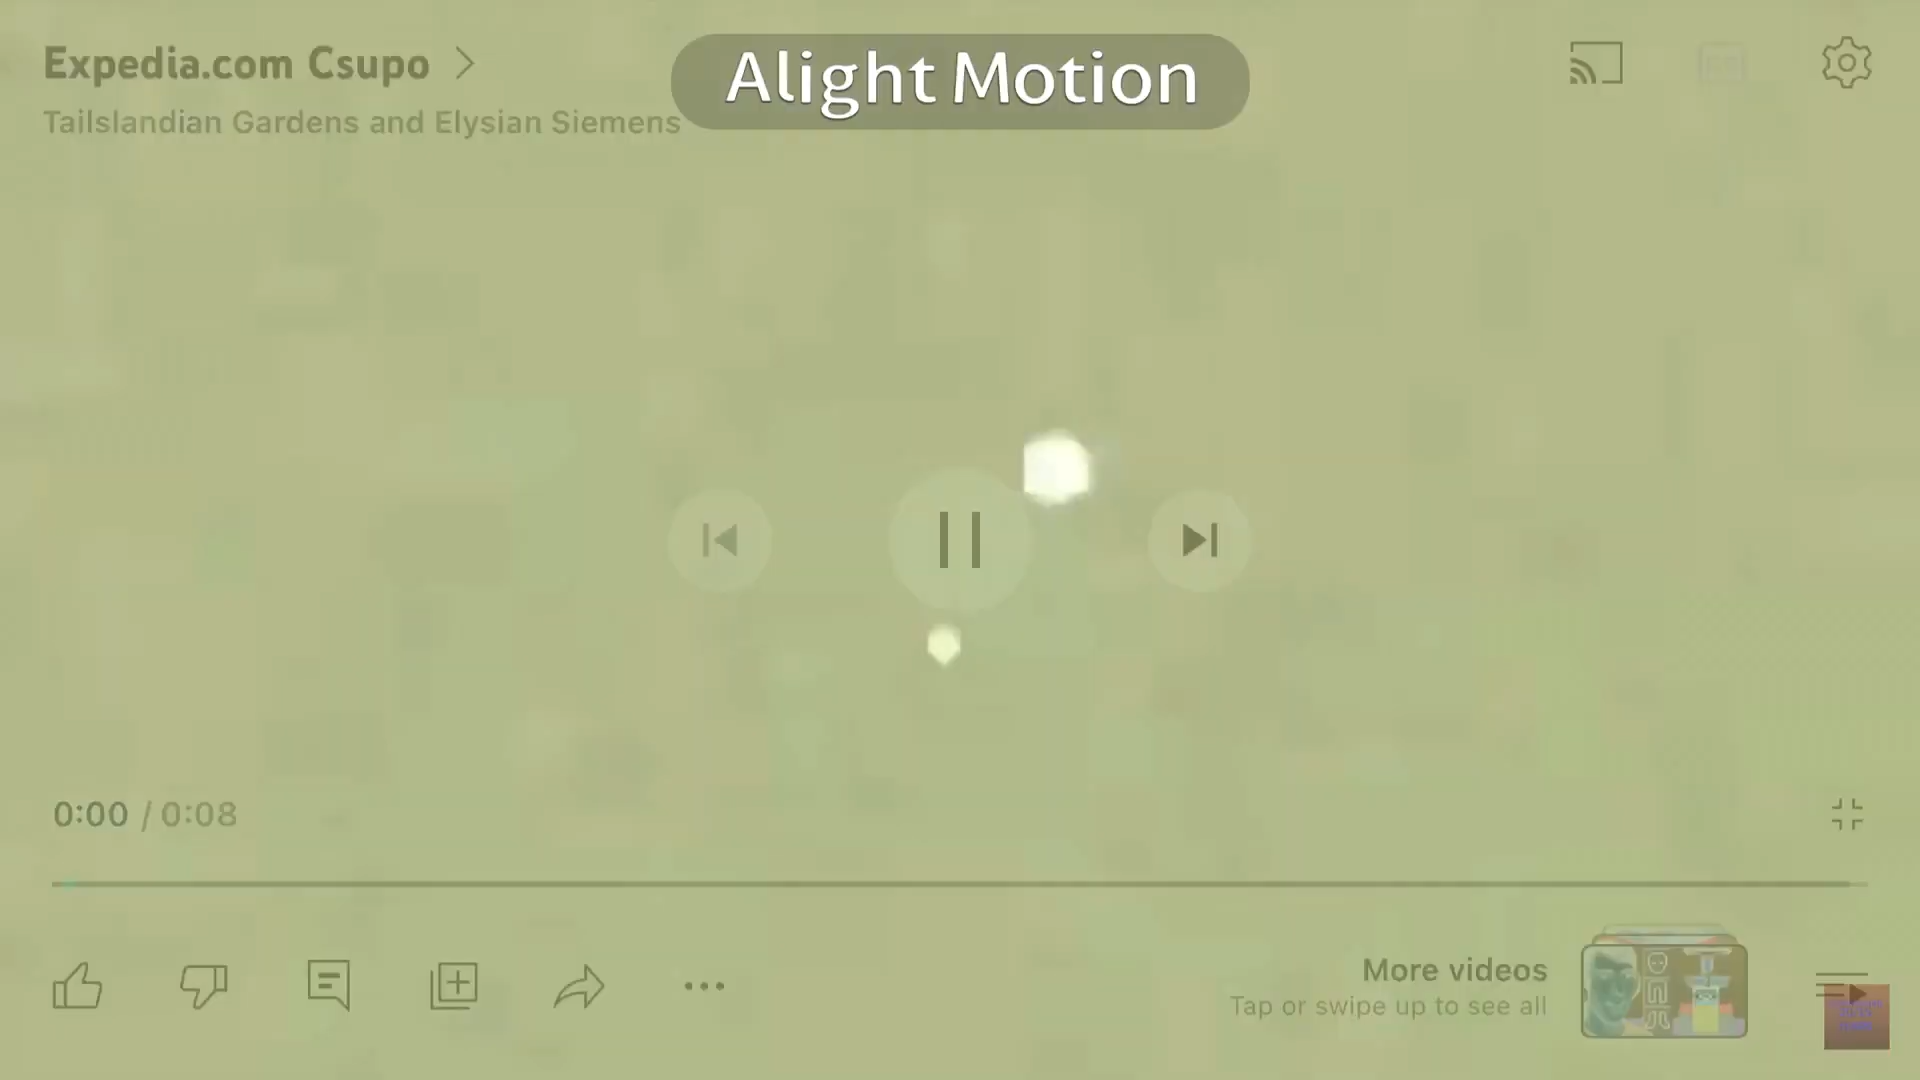 Expedia.com Csupo
Alight Motion
Tailslandian Gardens and Elysian Siemens
0:00 / 0:08
More videos
Tap or swipe up to see all